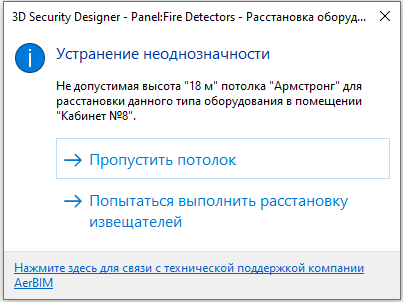 3D Security Designer - Panel:Fire Detectors - Расстановка оборуд...
Устранение неоднозначности
Не допустимая высота "18 м" потолка "Армстронг" для
расстановки данного типа оборудования в помещении
"Кабинет №8".
Пропустить потолок
Попытаться выполнить расстановку
извещателей
Нажмите здесь для связи с технической поддержкой компании
AerBIM